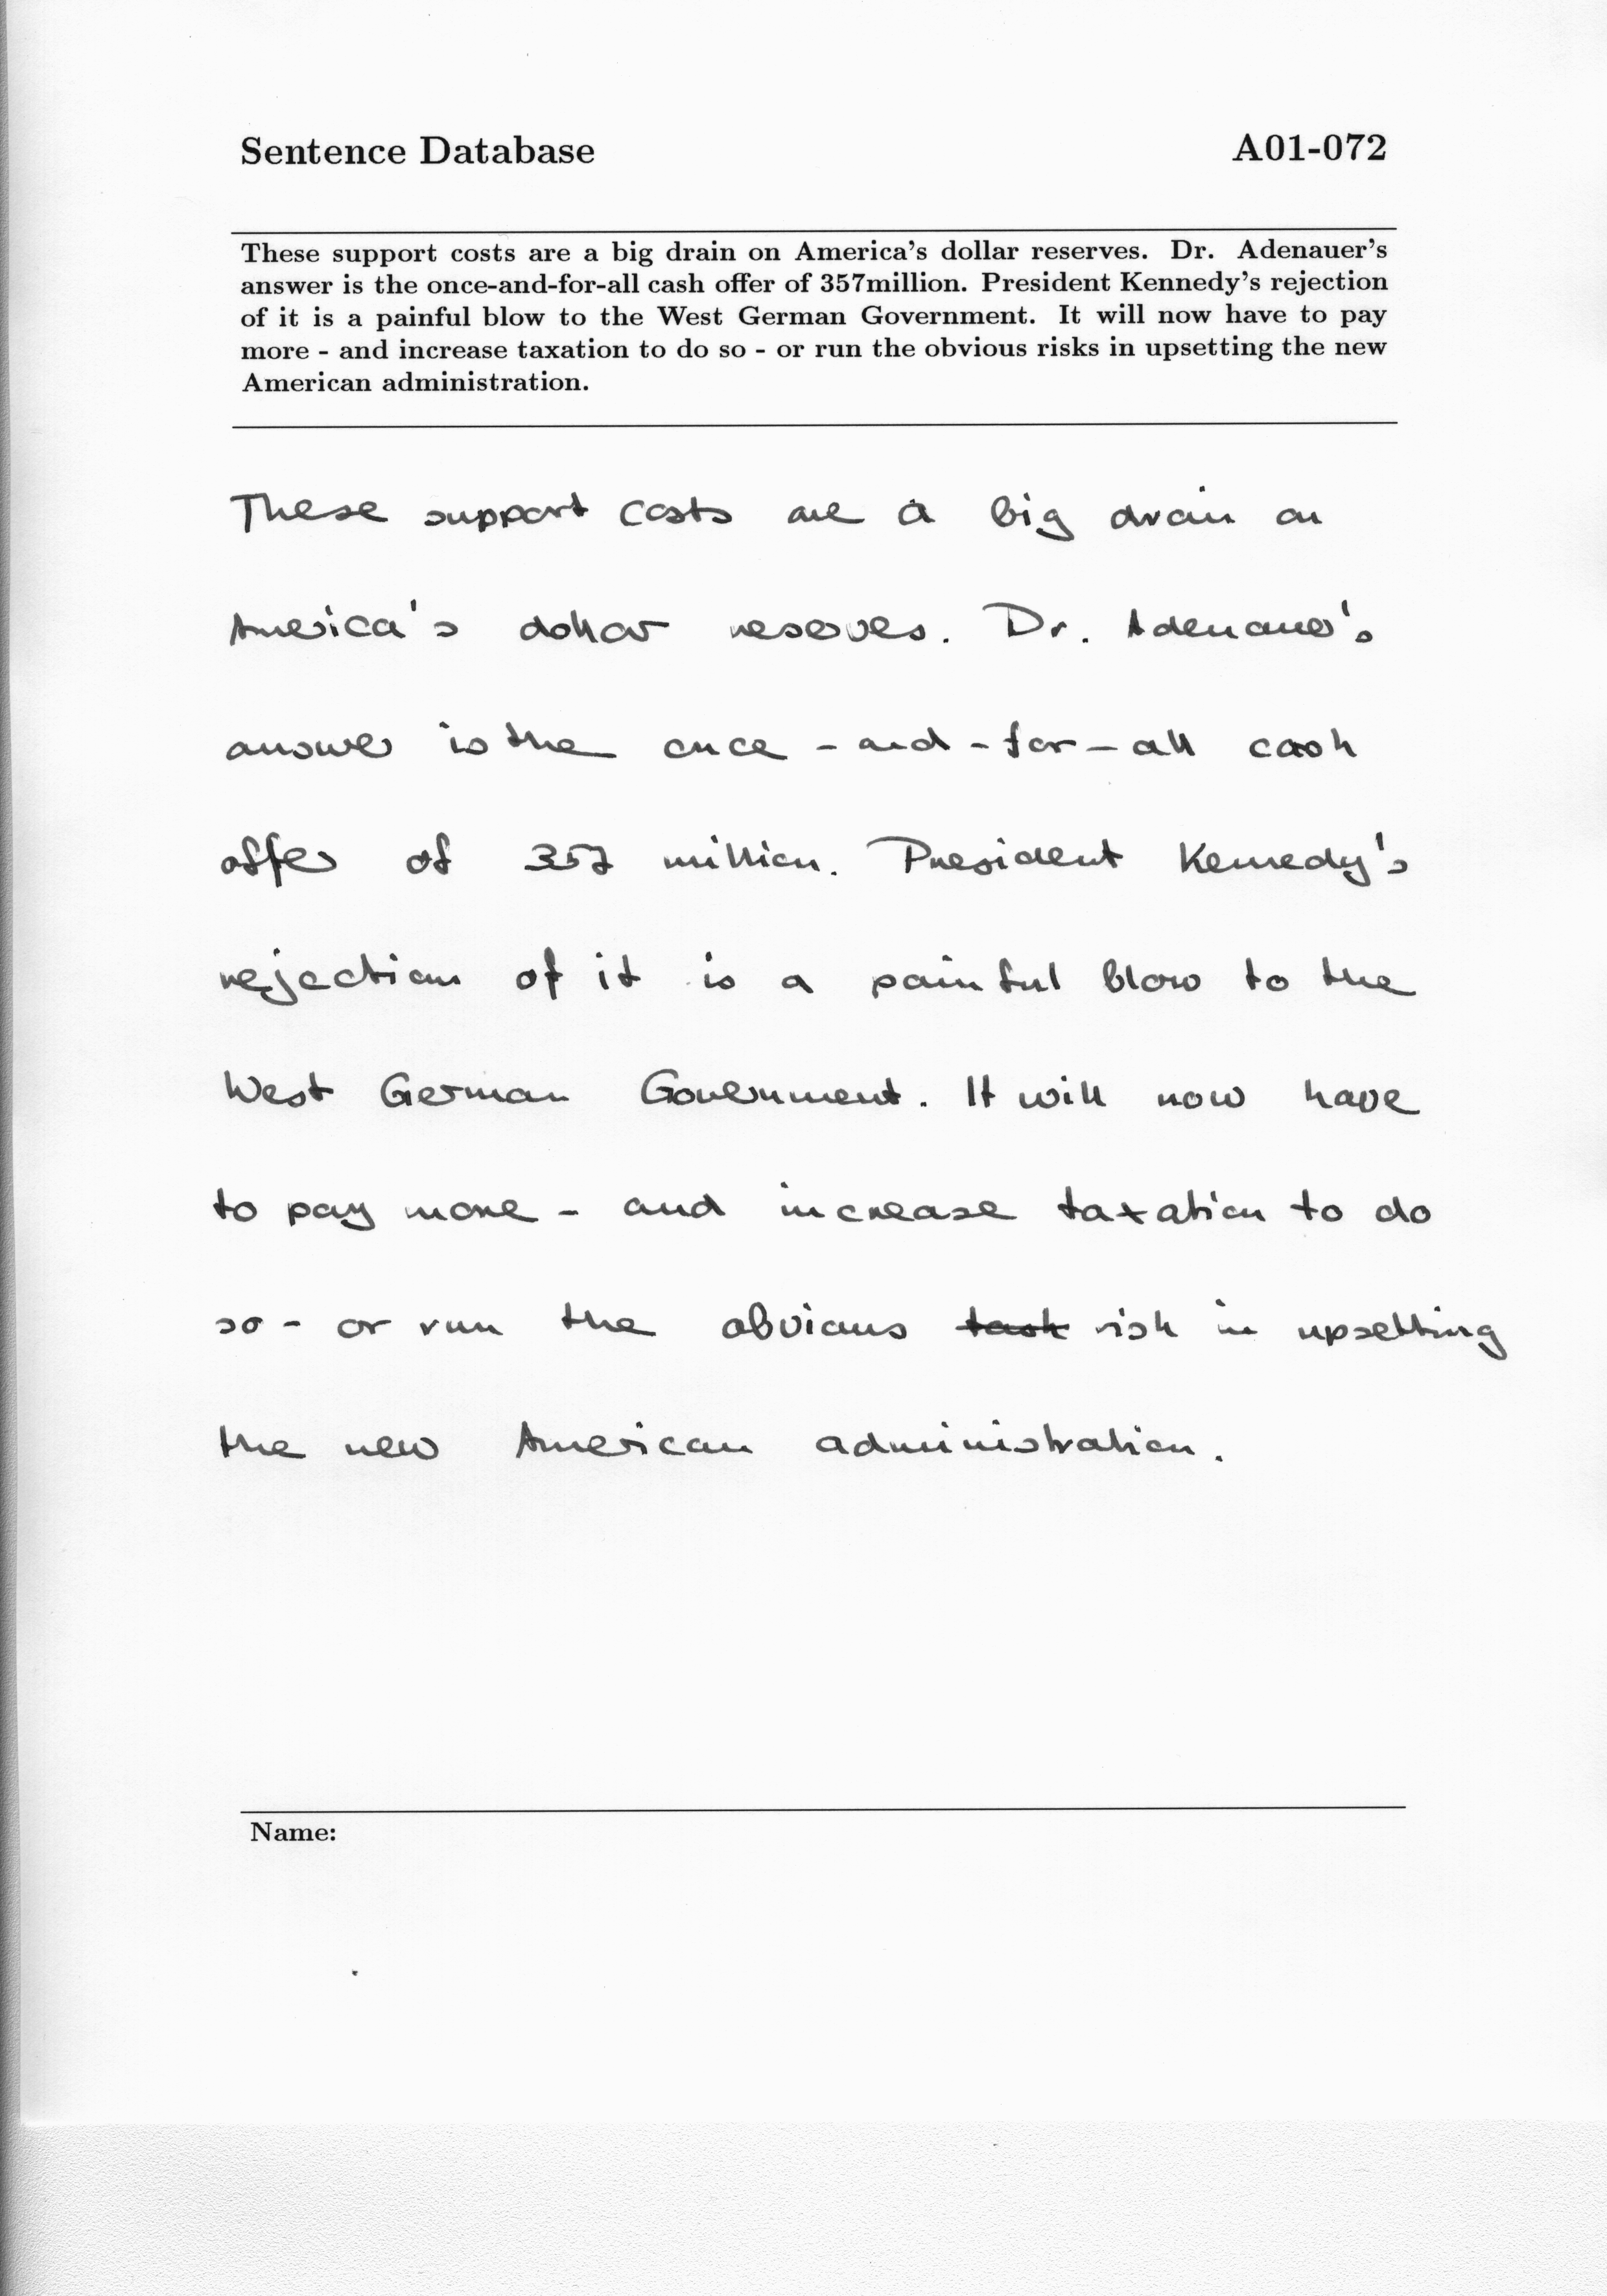 Sentence Database A01-072
These support costs are a big drain on America's dollar reserves. Dr. Adenauer's
answer is the once-and-for-all cash offer of 357million. President Kennedy's rejection
of it is a painful blow to the West German Government. It will now have to pay
more - and increase taxation to do so - or run the obvious risks in upsetting the new
American administration.
These support costs are a big drain on
America's dollar reserves. Dr. Adenauer's
answer is the once-and-for-all cash
offer of 357 million. President Kennedy's
rejection of it is a painful blow to the
West German Government. It will now have
to pay more - and increase taxation to do
so - or run the obvious task risk in upsetting
the new American administration.
Name: